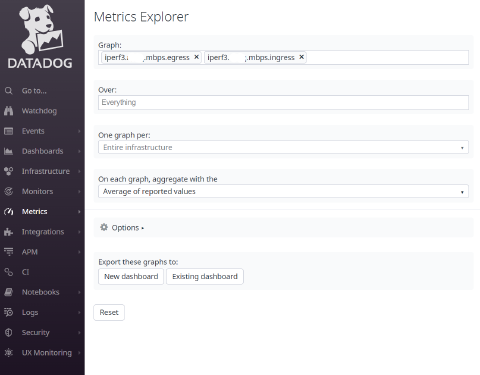 DATADOG
Go to...
Watchdog
Events
Dashboards
Infrastructure
Monitors
Metrics
Integrations
APM
CI
Notebooks
Logs
Security
UX Monitoring
Metrics Explorer
Graph:
iperf3. .mbps.egress × iperf3. .mbps.ingress ×
Over:
Everything
One graph per:
Entire infrastructure
On each graph, aggregate with the
Average of reported values
Options
Export these graphs to:
New dashboard Existing dashboard
Reset